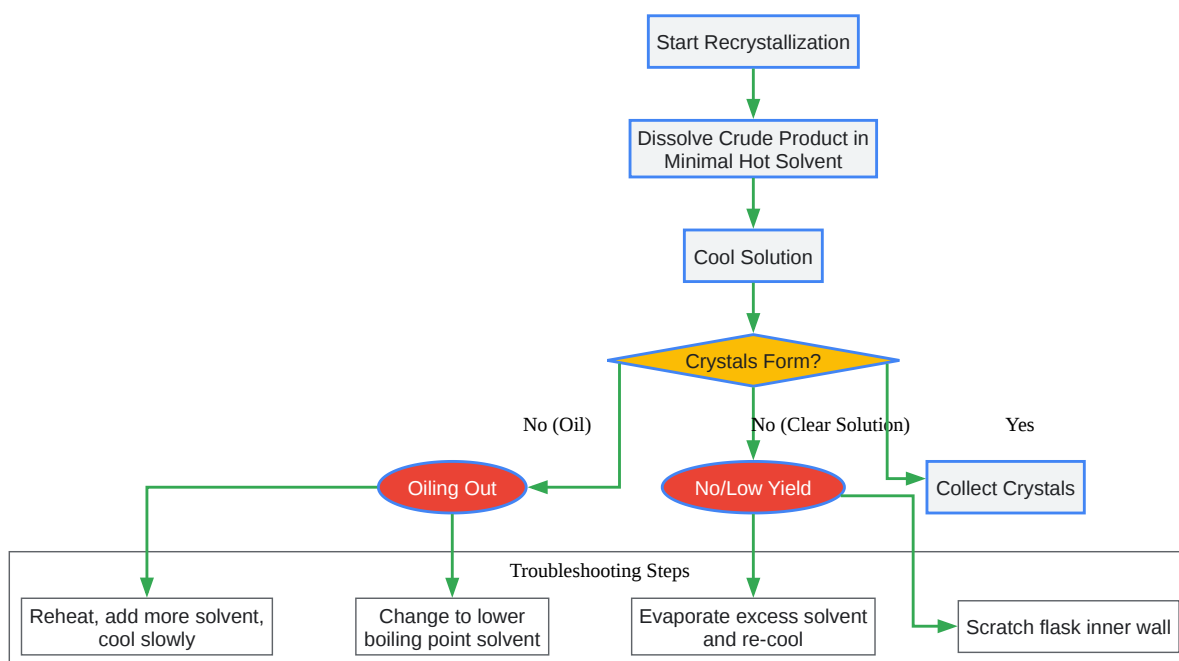 Start Recrystallization
Dissolve Crude Product in
Minimal Hot Solvent
Cool Solution
Crystals Form?
No (Oil)
No (Clear Solution)
Yes
Oiling Out
No/Low Yield
Collect Crystals
Troubleshooting Steps
Reheat, add more solvent,
cool slowly
Change to lower
boiling point solvent
Evaporate excess solvent
and re-cool
Scratch flask inner wall